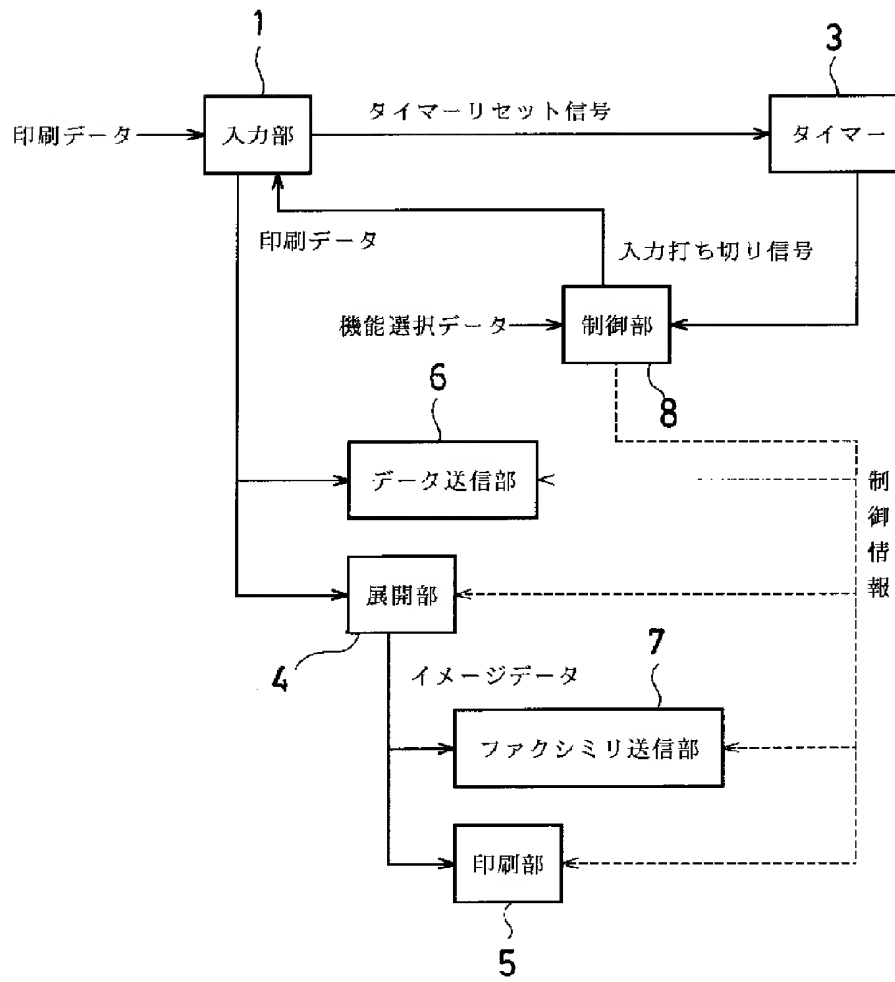 1
3
タイマーリセット信号
印刷データ
入力部
タイマー
印刷データ
入力打ち切り信号
機能選択データ
制御部
6
8
データ送信部
制御情報
展開部
4
7
イメージデータ
ファクシミリ送信部
印刷部
5